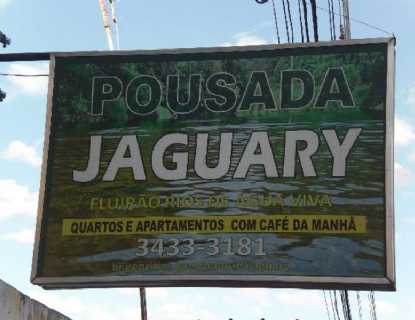 POUSADA
JAGUARY
FLUIRÃO RIOS DE ÁGUA VIVA
QUARTOS E APARTAMENTOS COM CAFÉ DA MANHÃ
3433-3181